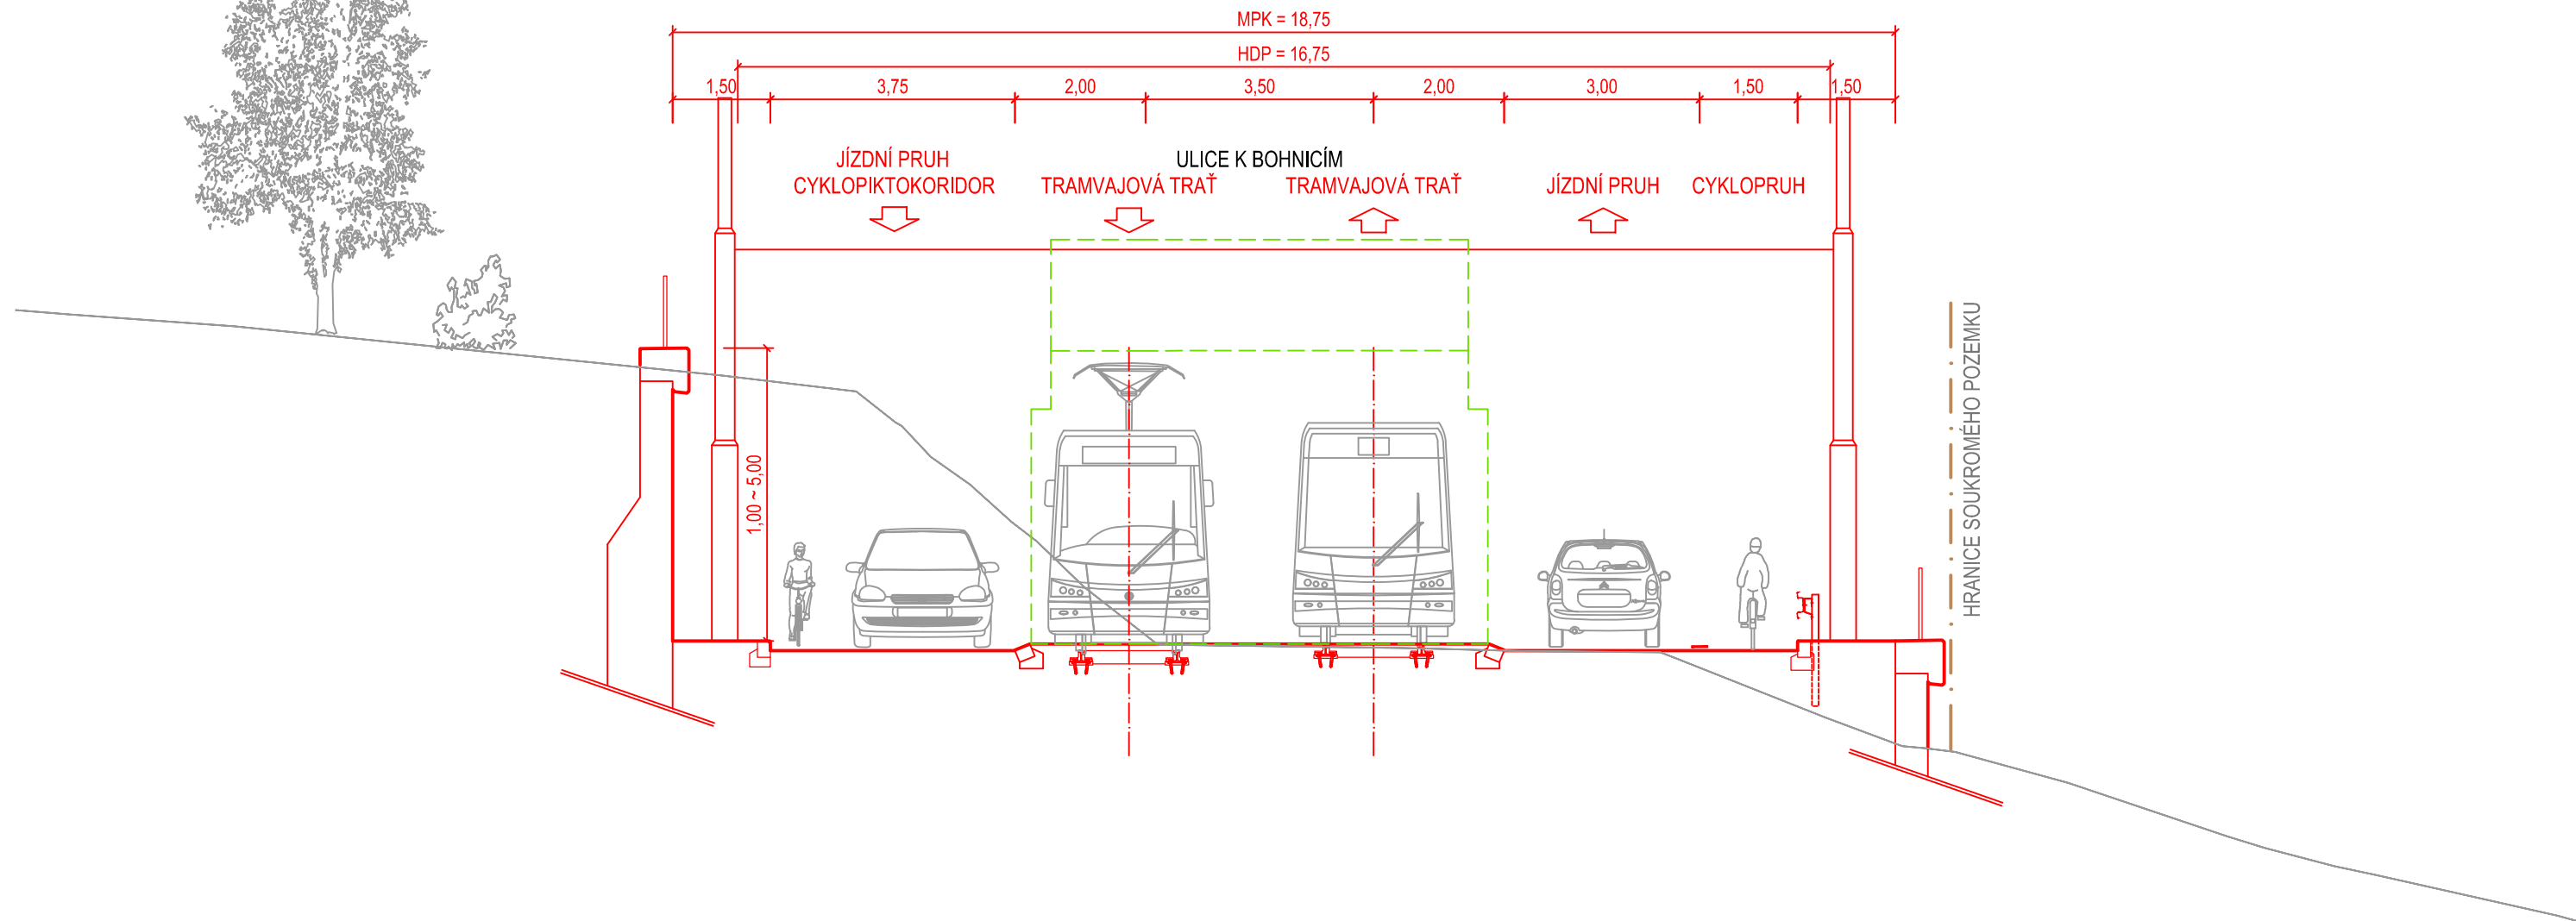 MPK = 18,75
HDP = 16,75
1,50 3,75 2,00 3,50 2,00 3,00 1,50 1,50
ULICE K BOHNICÍM
JÍZDNÍ PRUH
CYKLOPIKTOKORIDOR
TRAMVAJOVÁ TRAŤ
TRAMVAJOVÁ TRAŤ
JÍZDNÍ PRUH
CYKLOPRUH
1,00 ~ 5,00
HRANICE SOUKROMÉHO POZEMKU